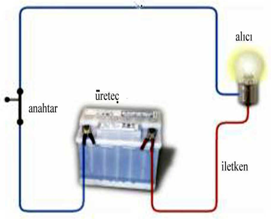 alıcı
üreteç
anahtar
iletken